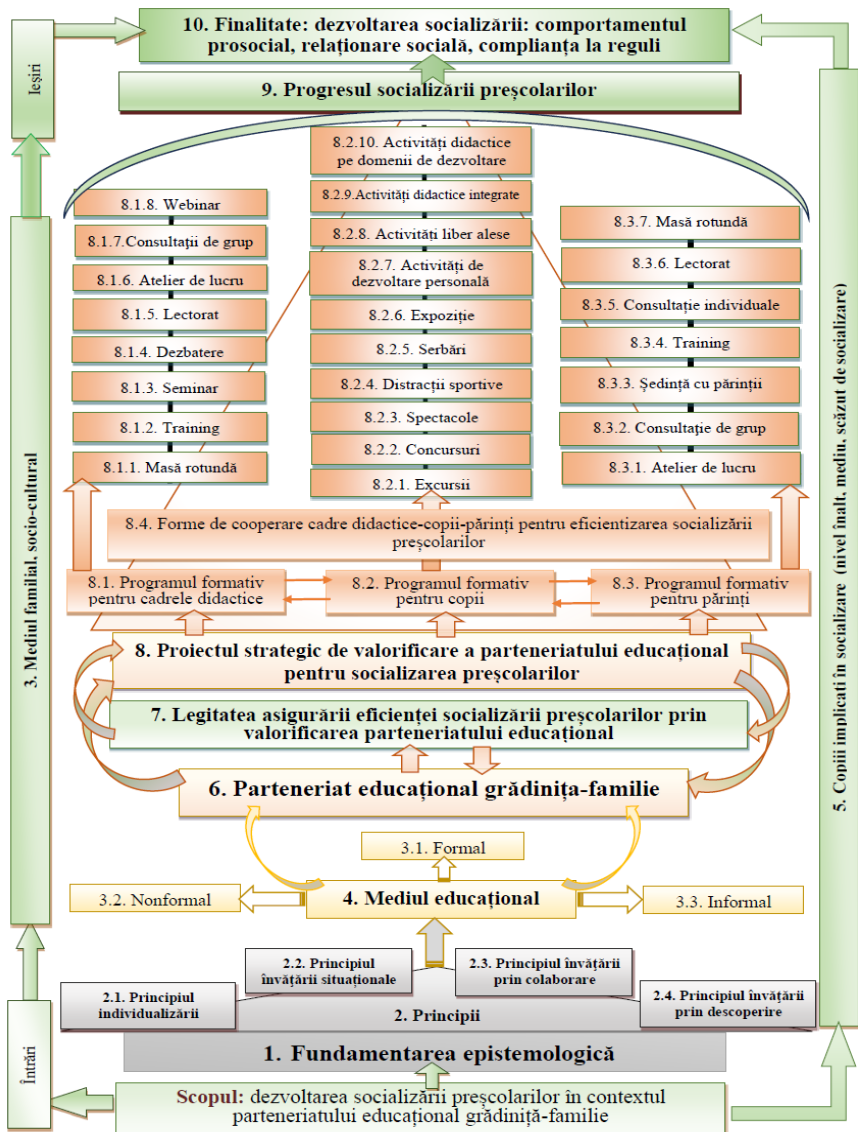 10. Finalitate: dezvoltarea socializării: comportamentul
prosocial, relaționare socială, complianța la reguli
Ieșiri
9. Progresul socializării preșcolarilor
8.2.10. Activități didactice
pe domenii de dezvoltare
8.2.9.Activități didactice integrate
8.2.8. Activități liber alese
8.2.7. Activități de
dezvoltare personală
8.2.6. Expoziție
8.2.5. Serbări
8.2.4. Distracții sportive
8.2.3. Spectacole
8.2.2. Concursuri
8.2.1. Excursii
8.1.8. Webinar
8.1.7.Consultații de grup
8.1.6. Atelier de lucru
8.1.5. Lectorat
8.1.4. Dezbatere
8.1.3. Seminar
8.1.2. Training
8.1.1. Masă rotundă
8.3.7. Masă rotundă
8.3.6. Lectorat
8.3.5. Consultație individuale
8.3.4. Training
8.3.3. Ședință cu părinții
8.3.2. Consultație de grup
8.3.1. Atelier de lucru
3. Mediul familial, socio-cultural
5. Copiii implicati în socializare (nivel înalt, mediu, scăzut de socializare)
8.4. Forme de cooperare cadre didactice-copii-părinți pentru eficientizarea socializării
preșcolarilor
8.1. Programul formativ
pentru cadrele didactice
8.2. Programul formativ
pentru copii
8.3. Programul formativ
pentru părinți
8. Proiectul strategic de valorificare a parteneriatului educațional
pentru socializarea preșcolarilor
7. Legitatea asigurării eficienței socializării preșcolarilor prin
valorificarea parteneriatului educațional
6. Parteneriat educațional grădinița-familie
3.1. Formal
3.2. Nonformal
4. Mediul educațional
3.3. Informal
2.1. Principiul
individualizării
2.2. Principiul
învățării situaționale
2.3. Principiul învățării
prin colaborare
2.4. Principiul învățării
prin descoperire
2. Principii
1. Fundamentarea epistemologică
Întrări
Scopul: dezvoltarea socializării preșcolarilor în contextul
parteneriatului educațional grădiniță-familie